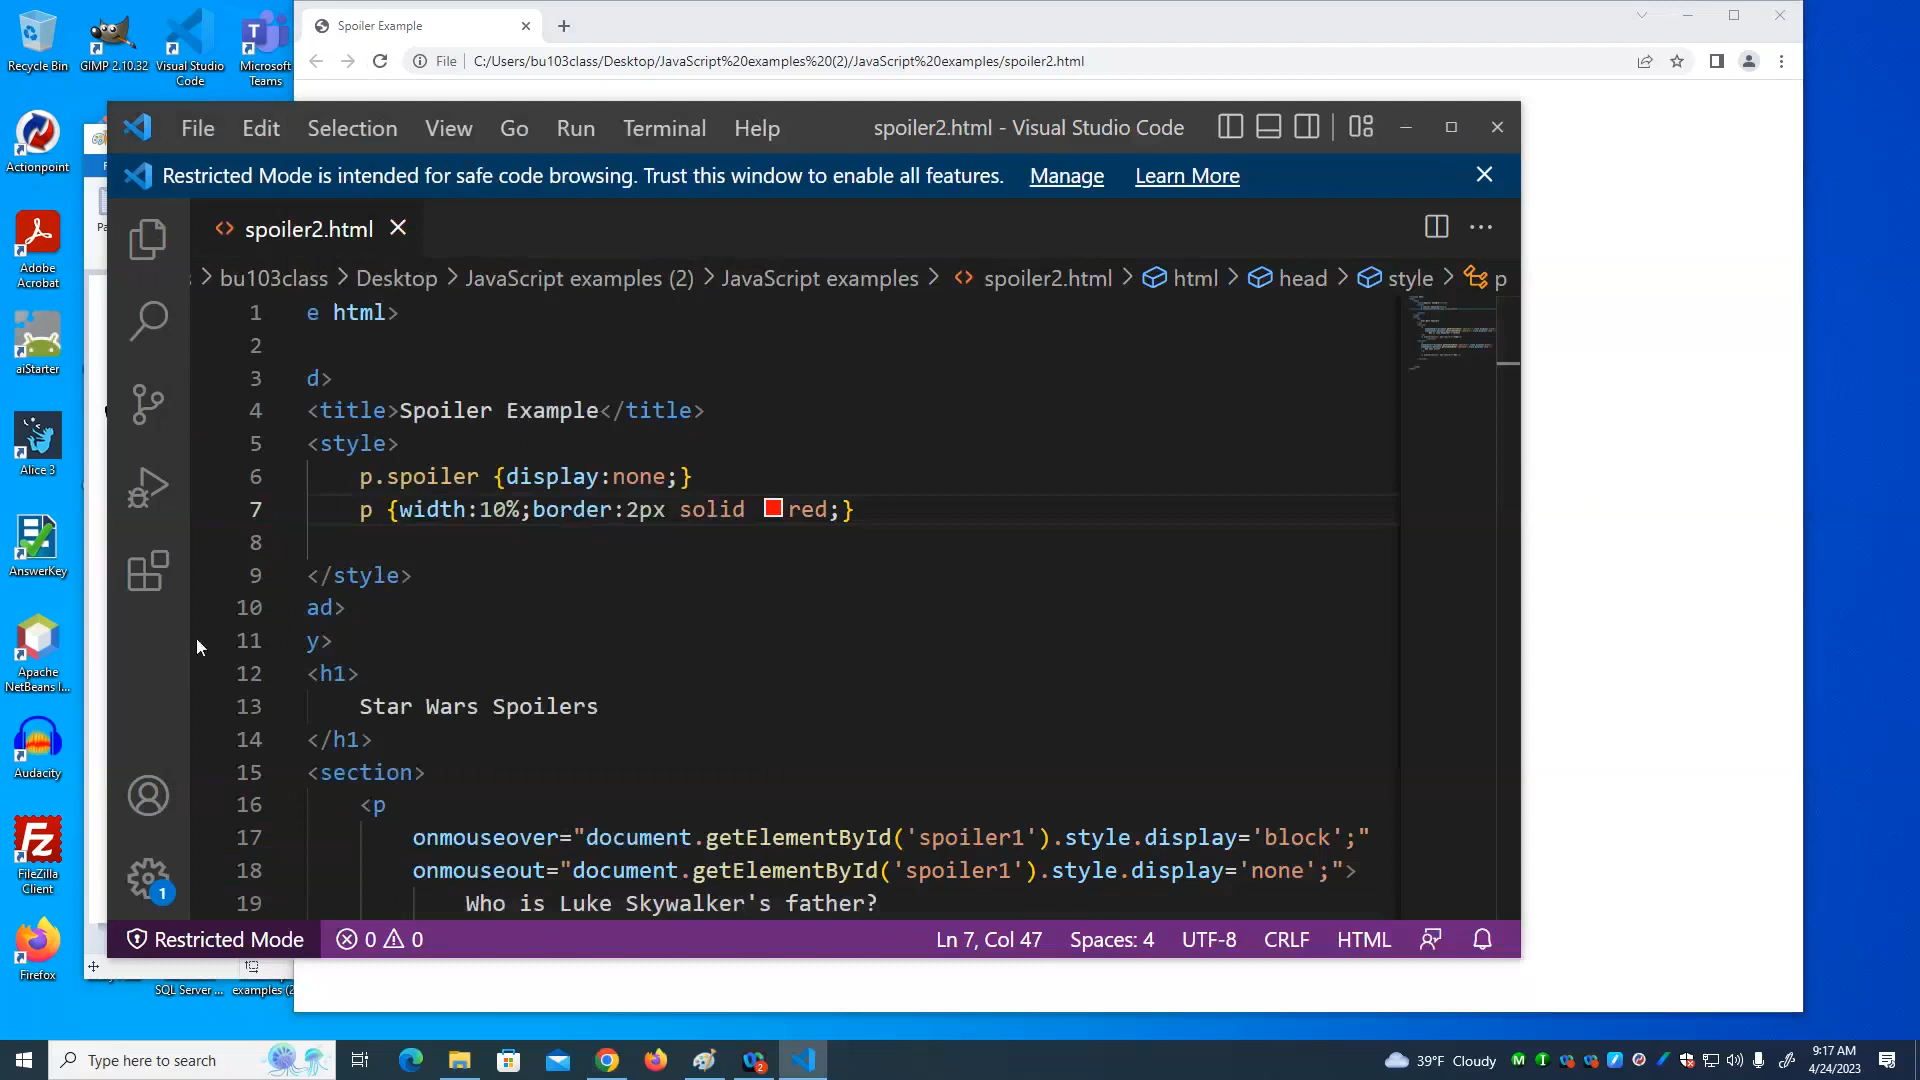 Spoiler Example
File
C:/Users/bu103class/Desktop/JavaScript%20examples%20(2)/JavaScript%20examples/spoiler2.html
Recycle Bin
GIMP 2.10.32
Visual Studio
Code
Microsoft
Teams
Actionpoint
Adobe
Acrobat
aiStarter
Alice 3
AnswerKey
Apache
NetBeans I...
Audacity
FileZilla
Client
Firefox
SQL Server ...
examples (2
File Edit Selection View Go Run Terminal Help
spoiler2.html - Visual Studio Code
Restricted Mode is intended for safe code browsing. Trust this window to enable all features. Manage Learn More
spoiler2.html
bu103class > Desktop > JavaScript examples (2) > JavaScript examples > spoiler2.html > html > head > style > p
1 e html>
2
3 d>
4 <title>Spoiler Example</title>
5 <style>
6 p.spoiler {display:none;}
7 p {width:10%;border:2px solid red;}
8
9 </style>
10 ad>
11 y>
12 <h1>
13 Star Wars Spoilers
14 </h1>
15 <section>
16 <p
17 onmouseover="document.getElementById('spoiler1').style.display='block';"
18 onmouseout="document.getElementById('spoiler1').style.display='none';">
19 Who is Luke Skywalker's father?
Restricted Mode 0 0 Ln 7, Col 47 Spaces: 4 UTF-8 CRLF HTML
1
Type here to search
2
39°F Cloudy
9:17 AM
4/24/2023